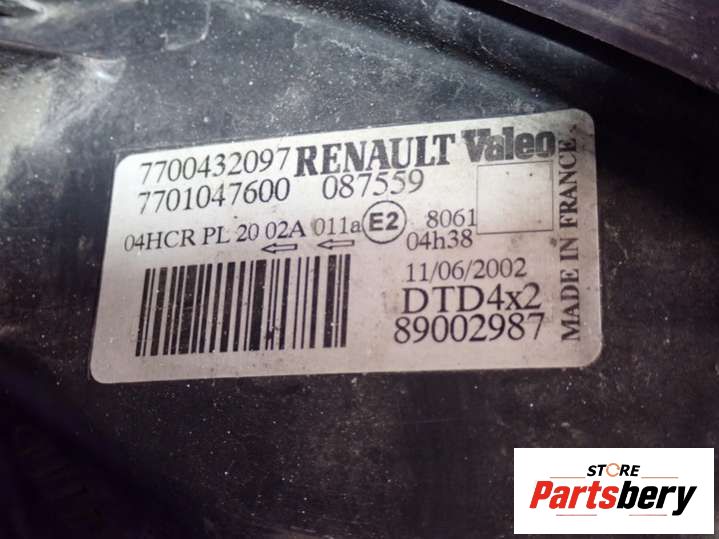 7700432097 RENAULT Valeo
7701047600 087559
04HCR PL 20 02A 011a E2 8061
04h38
11/06/2002
DTD4x2
89002987
MADE IN FRANCE
STORE
Partsbery